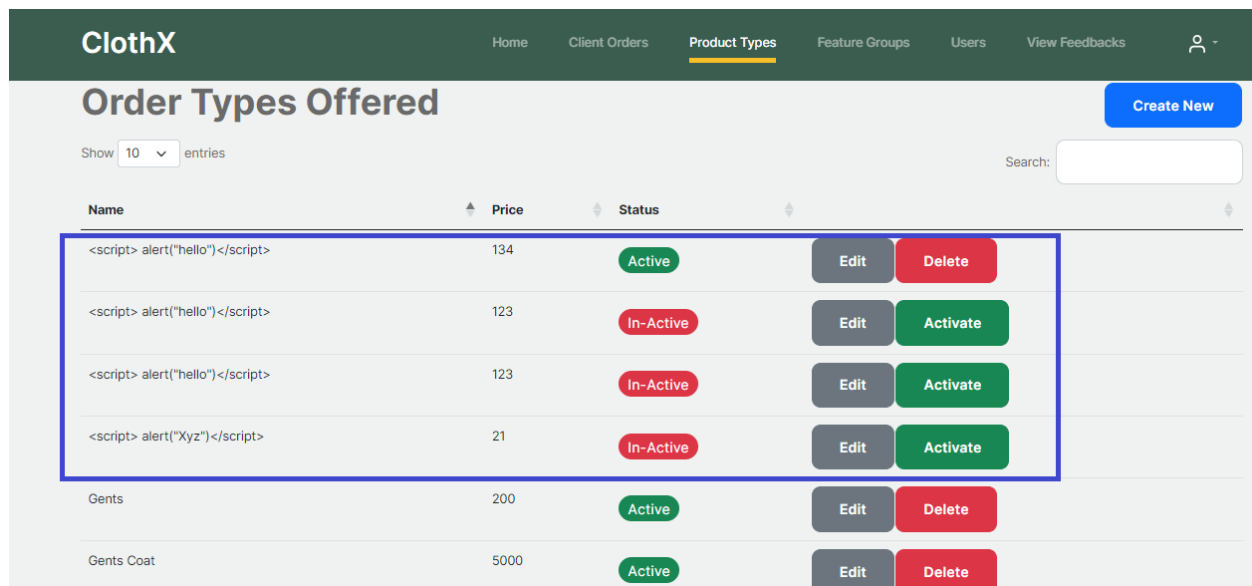 ClothX Home Client Orders Product Types Feature Groups Users View Feedbacks
Order Types Offered Create New
Show 10 entries Search:
Name Price Status
<script> alert("hello")</script> 134 Active Edit Delete
<script> alert("hello")</script> 123 In-Active Edit Activate
<script> alert("hello")</script> 123 In-Active Edit Activate
<script> alert("Xyz")</script> 21 In-Active Edit Activate
Gents 200 Active Edit Delete
Gents Coat 5000 Active Edit Delete